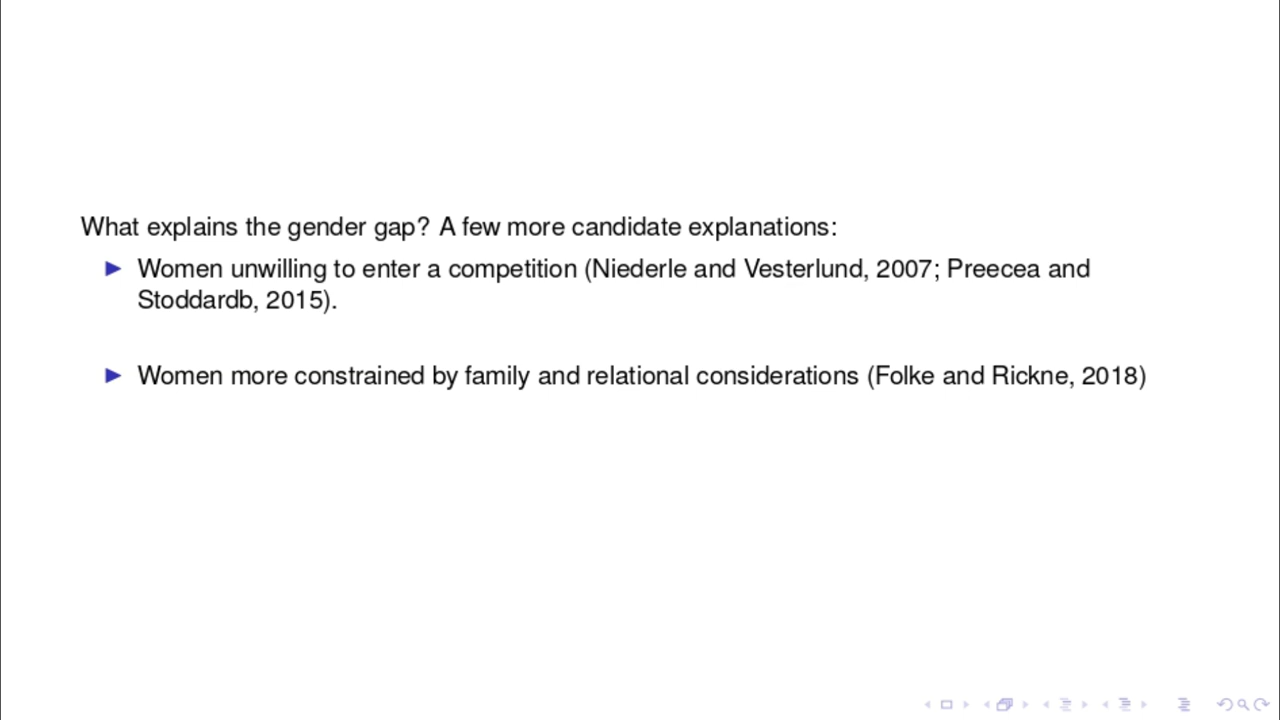 What explains the gender gap? A few more candidate explanations:
Women unwilling to enter a competition (Niederle and Vesterlund, 2007; Preecea and
Stoddardb, 2015).
Women more constrained by family and relational considerations (Folke and Rickne, 2018)